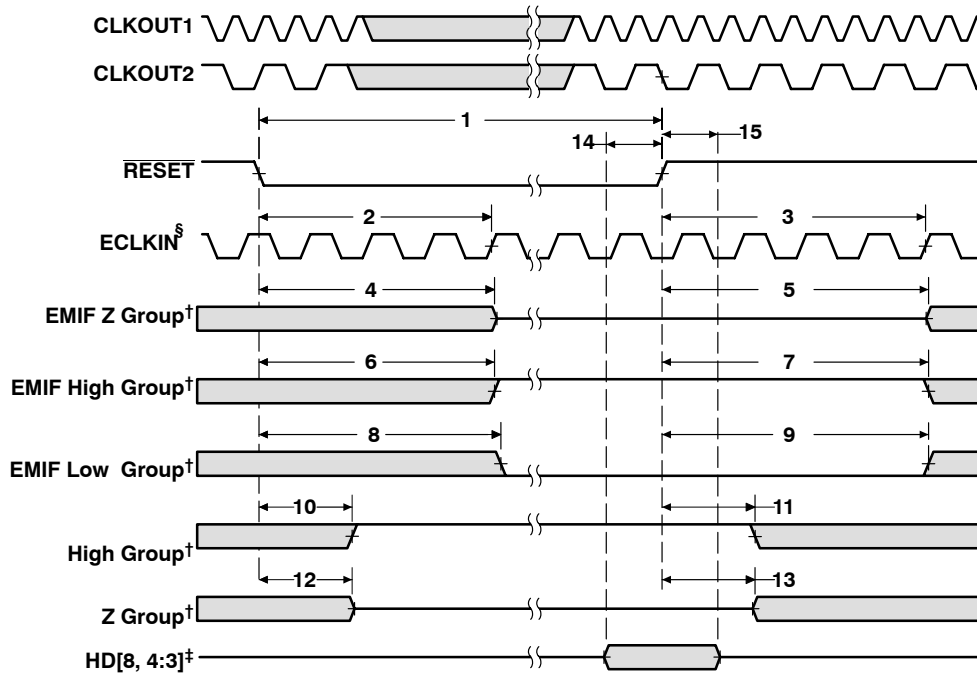 CLKOUT1
CLKOUT2
1
14
15
RESET
2
3
ECLKIN§
4
5
EMIF Z Group†
6
7
EMIF High Group†
8
9
EMIF Low Group†
10
11
High Group†
12
13
Z Group†
HD[8, 4:3]‡